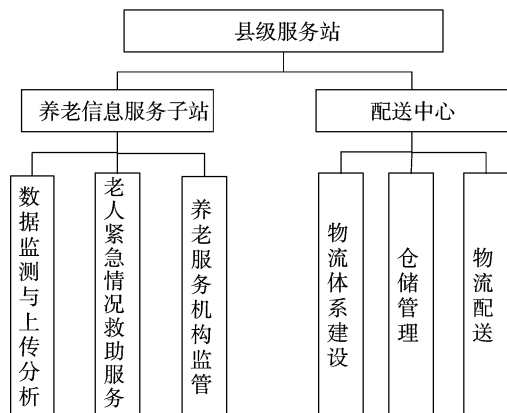 县级服务站
养老信息服务子站
配送中心
数据监测与上传分析
老人紧急情况救助服务
养老服务机构监管
物流体系建设
仓储管理
物流配送